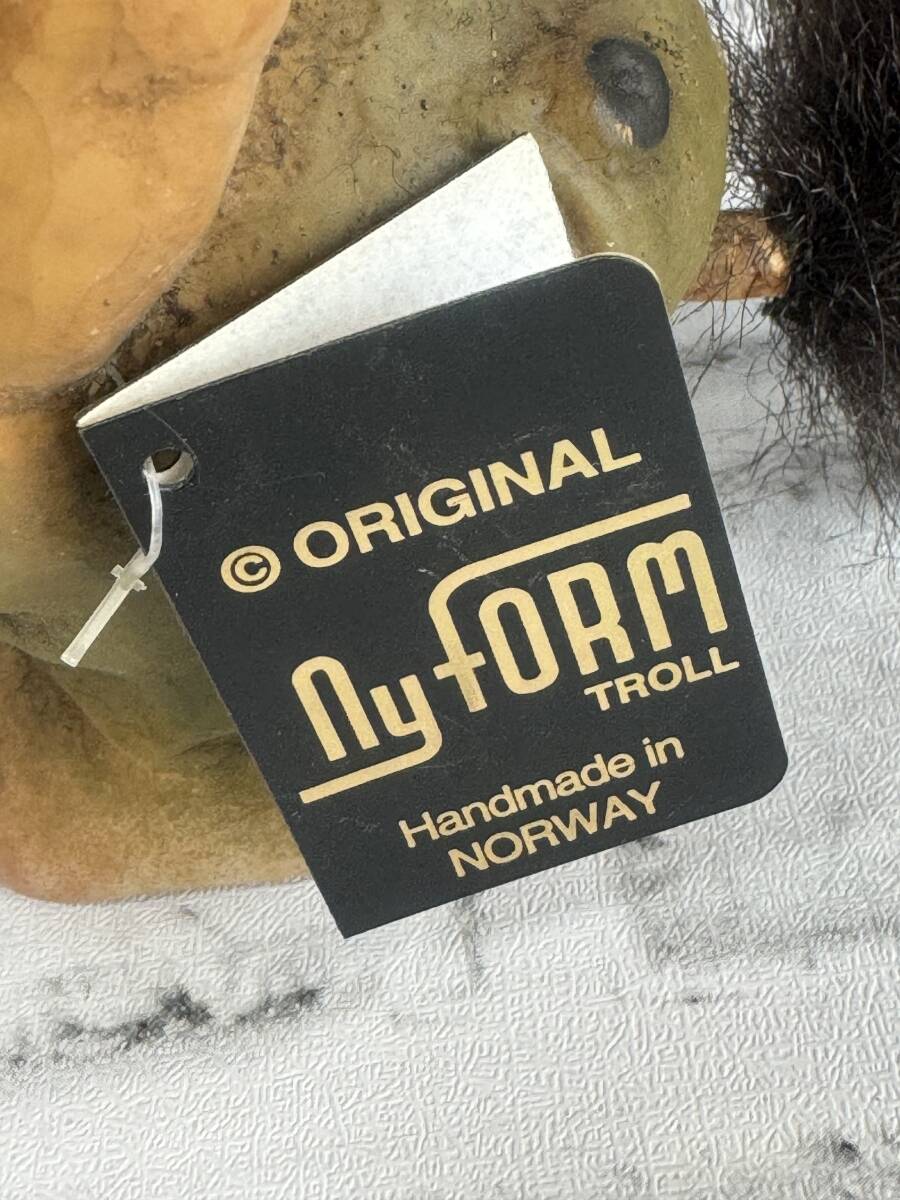 © ORIGINAL
nyFORM
TROLL
Handmade in
NORWAY